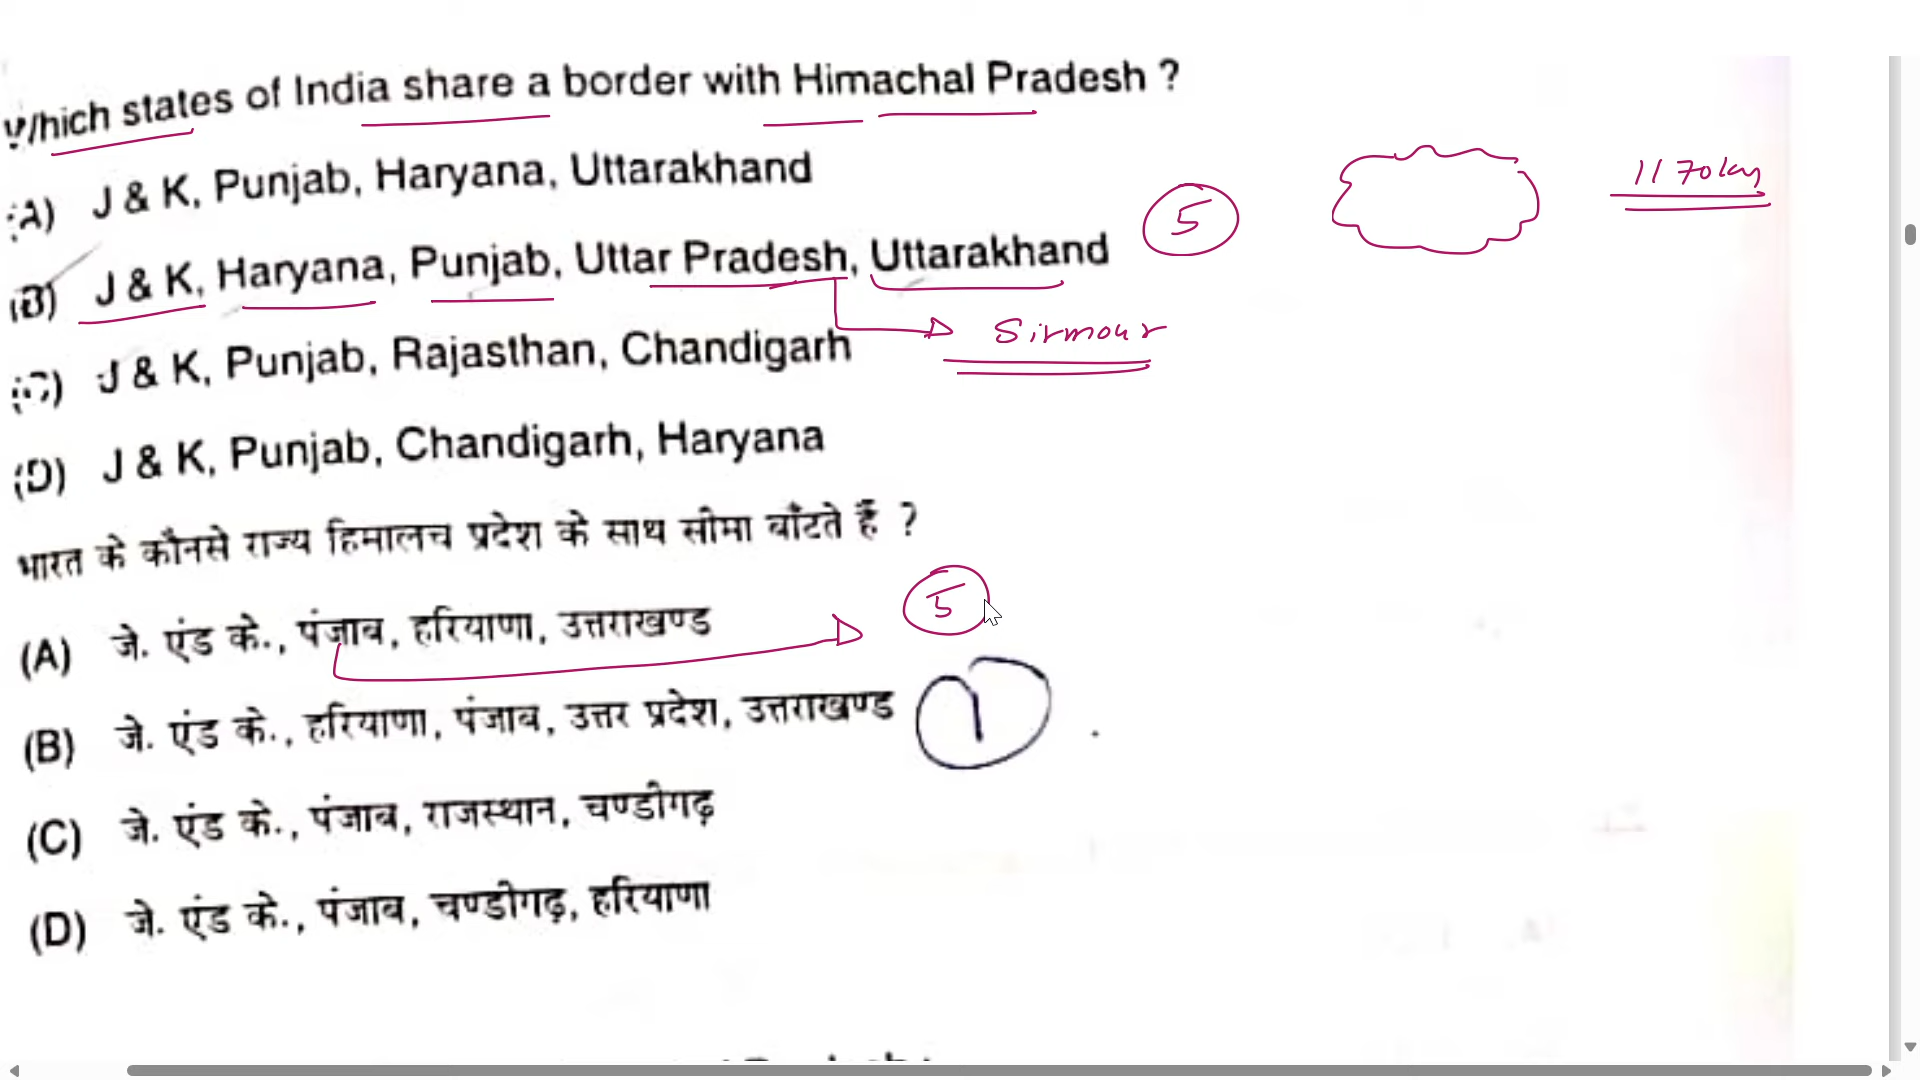 Which states of India share a border with Himachal Pradesh ?
(A) J & K, Punjab, Haryana, Uttarakhand
(B) J & K, Haryana, Punjab, Uttar Pradesh, Uttarakhand
5
1170km
Sirmour
(C) J & K, Punjab, Rajasthan, Chandigarh
(D) J & K, Punjab, Chandigarh, Haryana
भारत के कौनसे राज्य हिमालच प्रदेश के साथ सीमा बाँटते हैं ?
5
(A) जे. एंड के., पंजाब, हरियाणा, उत्तराखण्ड
(B) जे. एंड के., हरियाणा, पंजाब, उत्तर प्रदेश, उत्तराखण्ड
1
(C) जे. एंड के., पंजाब, राजस्थान, चण्डीगढ़
(D) जे. एंड के., पंजाब, चण्डीगढ़, हरियाणा